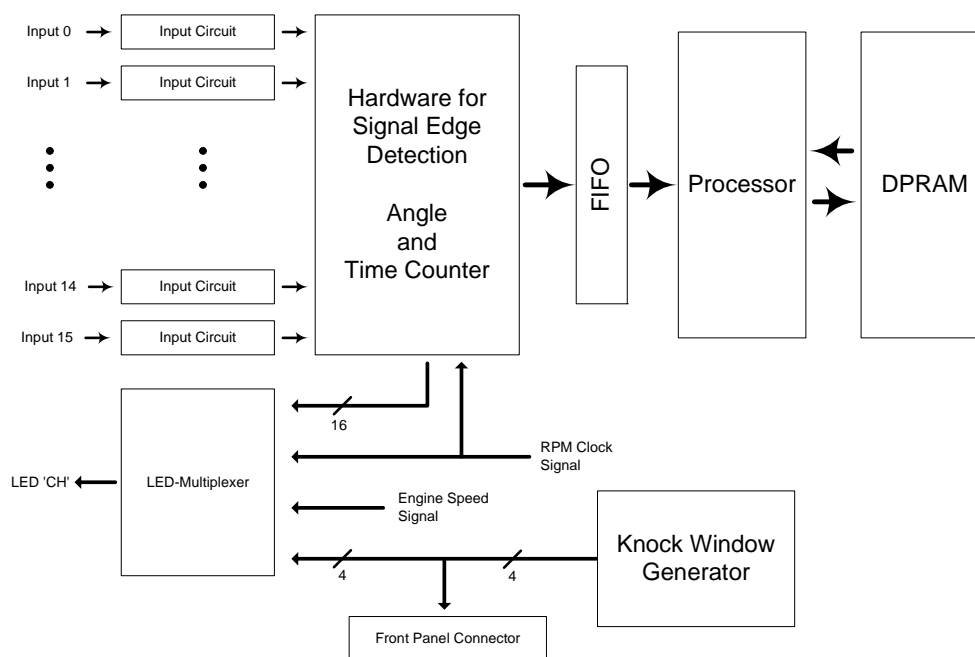 Input 0
Input Circuit
Input 1
Input Circuit
Hardware for
Signal Edge
Detection
Angle
and
Time Counter
FIFO
Processor
DPRAM
Input 14
Input Circuit
Input 15
Input Circuit
16
RPM Clock
Signal
LED 'CH'
LED-Multiplexer
Engine Speed
Signal
Knock Window
Generator
4
4
Front Panel Connector